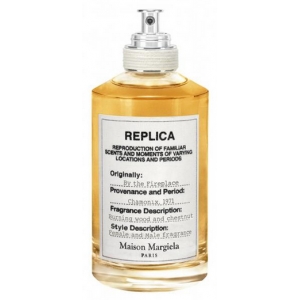 REPLICA
REPRODUCTION OF FAMILIAR
SCENTS AND MOMENTS OF VARYING
LOCATIONS AND PERIODS
Originally:
By the Fireplace
Provenance and Period:
Chamonix, 1971
Fragrance Description:
Burning wood and chestnut
Style Description:
Female and Male Fragrance
Maison Margiela
PARIS